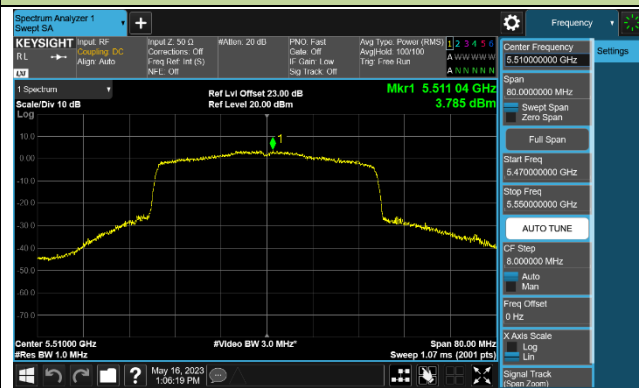 Spectrum Analyzer 1
Swept SA
Frequency
KEYSIGHT
RL
LXI
Input: RF
Coupling: DC
Align: Auto
Input Z: 50 Ω
Corrections: Off
Freq Ref: Int (S)
NFE: Off
#Atten: 20 dB
PNO: Fast
Gate: Off
IF Gain: Low
Sig Track: Off
Avg Type: Power (RMS)
Avg|Hold: 100/100
Trig: Free Run
1 2 3 4 5 6
A W W W W W
A N N N N N
1 Spectrum
Scale/Div 10 dB
Log
Ref Lvl Offset 23.00 dB
Ref Level 20.00 dBm
Mkr1 5.511 04 GHz
3.785 dBm
1
10.0
0.00
-10.0
-20.0
-30.0
-40.0
-50.0
-60.0
-70.0
Center 5.51000 GHz
#Res BW 1.0 MHz
#Video BW 3.0 MHz*
Span 80.00 MHz
Sweep 1.07 ms (2001 pts)
May 16, 2023
1:06:19 PM
Center Frequency
5.510000000 GHz
Settings
Span
80.0000000 MHz
Swept Span
Zero Span
Full Span
Start Freq
5.470000000 GHz
Stop Freq
5.550000000 GHz
AUTO TUNE
CF Step
8.000000 MHz
Auto
Man
Freq Offset
0 Hz
X Axis Scale
Log
Lin
Signal Track
(Span Zoom)